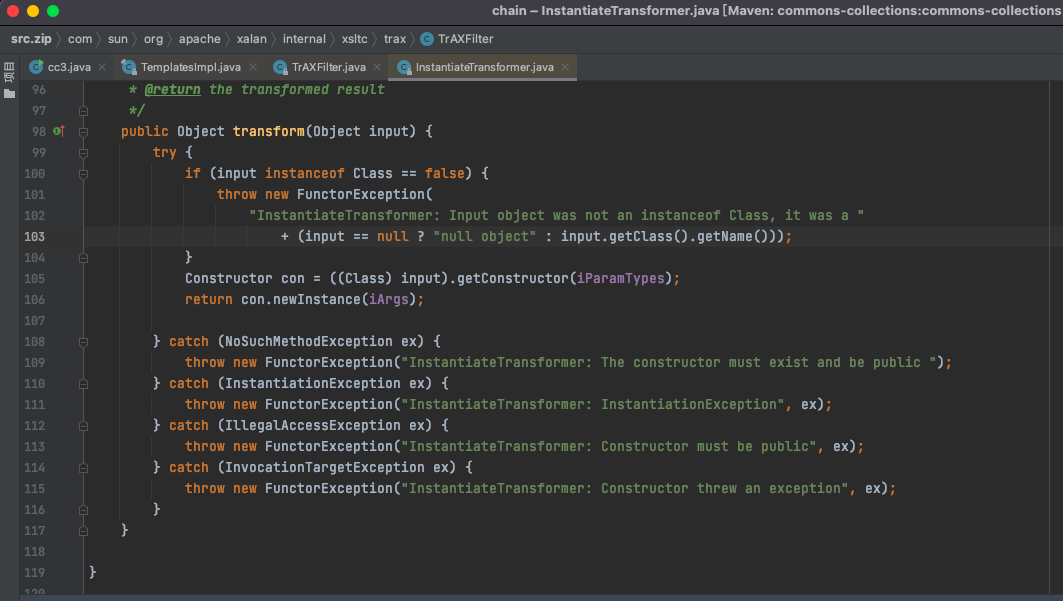 chain – InstantiateTransformer.java [Maven: commons-collections:commons-collections
src.zip com sun org apache xalan internal xsltc trax TrAXFilter
项目
cc3.java TemplatesImpl.java TrAXFilter.java InstantiateTransformer.java
96 * @return the transformed result
97 */
98 public Object transform(Object input) {
99 try {
100 if (input instanceof Class == false) {
101 throw new FunctorException(
102 "InstantiateTransformer: Input object was not an instanceof Class, it was a "
103 + (input == null ? "null object" : input.getClass().getName()));
104 }
105 Constructor con = ((Class) input).getConstructor(iParamTypes);
106 return con.newInstance(iArgs);
107
108 } catch (NoSuchMethodException ex) {
109 throw new FunctorException("InstantiateTransformer: The constructor must exist and be public ");
110 } catch (InstantiationException ex) {
111 throw new FunctorException("InstantiateTransformer: InstantiationException", ex);
112 } catch (IllegalAccessException ex) {
113 throw new FunctorException("InstantiateTransformer: Constructor must be public", ex);
114 } catch (InvocationTargetException ex) {
115 throw new FunctorException("InstantiateTransformer: Constructor threw an exception", ex);
116 }
117 }
118
119 }
120